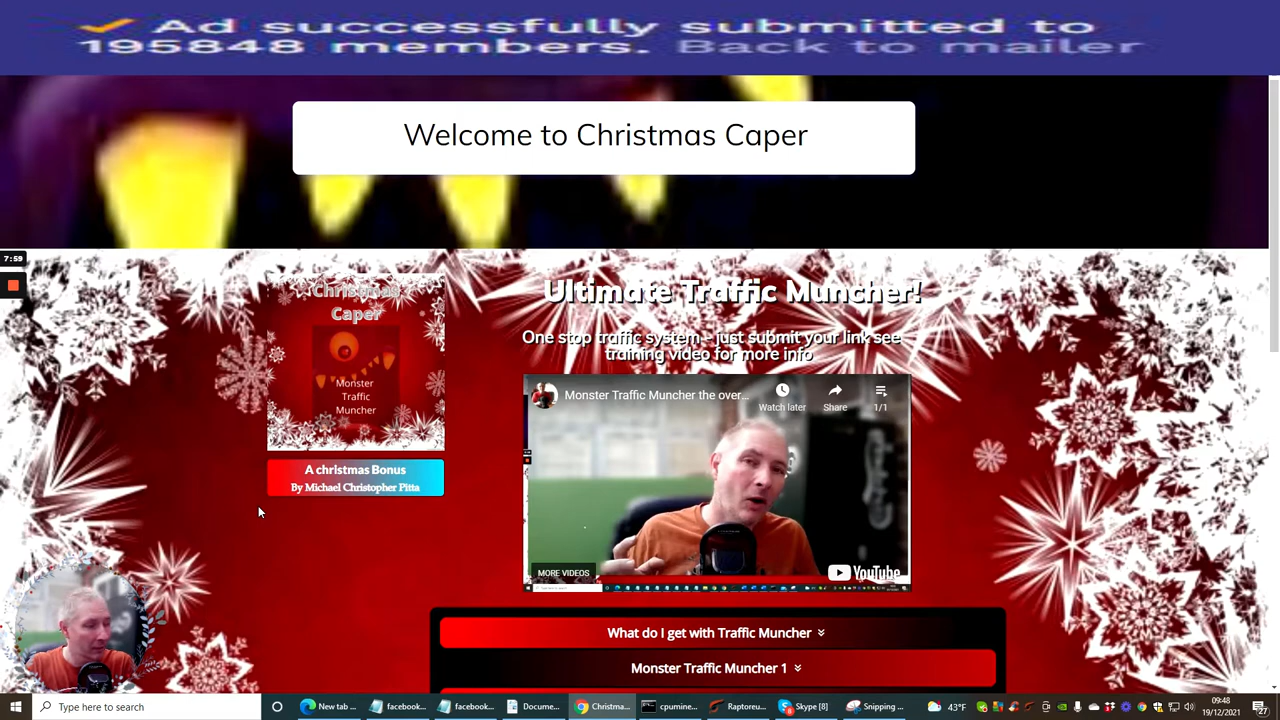 ✔ Ad successfully submitted to
195848 members. Back to mailer
Welcome to Christmas Caper
7:59
Christmas
Caper
Monster
Traffic
Muncher
A christmas Bonus
By Michael Christopher Pitta
Ultimate Traffic Muncher!
One stop traffic system - just submit your link see
training video for more info
Monster Traffic Muncher the over...
Watch later
Share
1/1
MORE VIDEOS
YouTube
What do I get with Traffic Muncher
Monster Traffic Muncher 1
Type here to search
New tab ...
facebook...
facebook...
Docume...
Christma...
cpumine...
Raptoreu...
Skype [8]
Snipping ...
43°F
09:48
19/12/2021
27